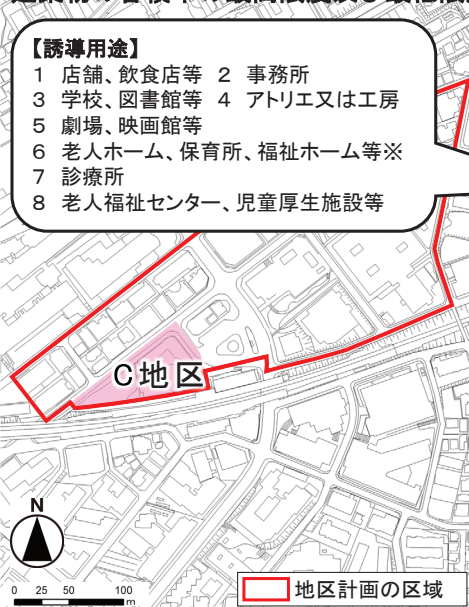 【誘導用途】
1 店舗、飲食店等 2 事務所
3 学校、図書館等 4 アトリエ又は工房
5 劇場、映画館等
6 老人ホーム、保育所、福祉ホーム等※
7 診療所
8 老人福祉センター、児童厚生施設等
C地区
N
0 25 50 100
m
地区計画の区域